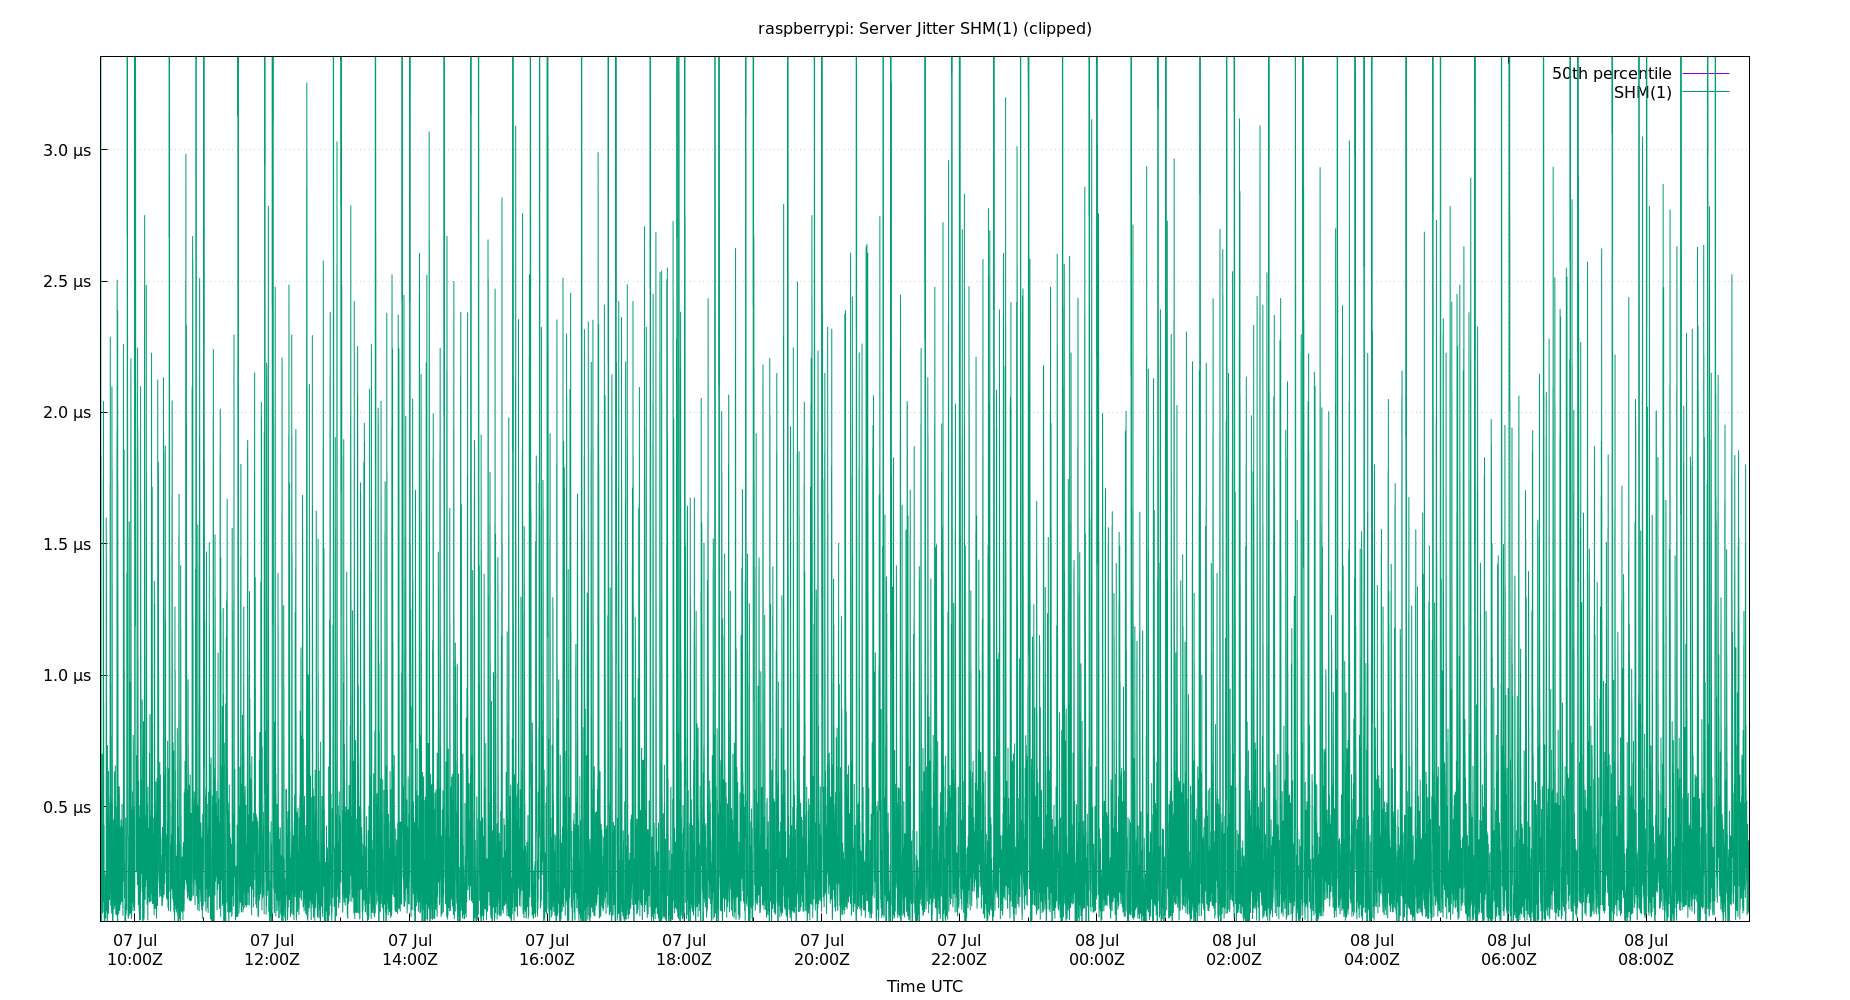 raspberrypi: Server Jitter SHM(1) (clipped)
50th percentile
SHM(1)
3.0 µs
2.5 µs
2.0 µs
1.5 µs
1.0 µs
0.5 µs
07 Jul 07 Jul 07 Jul 07 Jul 07 Jul 07 Jul 07 Jul 08 Jul 08 Jul 08 Jul 08 Jul 08 Jul
10:00Z 12:00Z 14:00Z 16:00Z 18:00Z 20:00Z 22:00Z 00:00Z 02:00Z 04:00Z 06:00Z 08:00Z
Time UTC